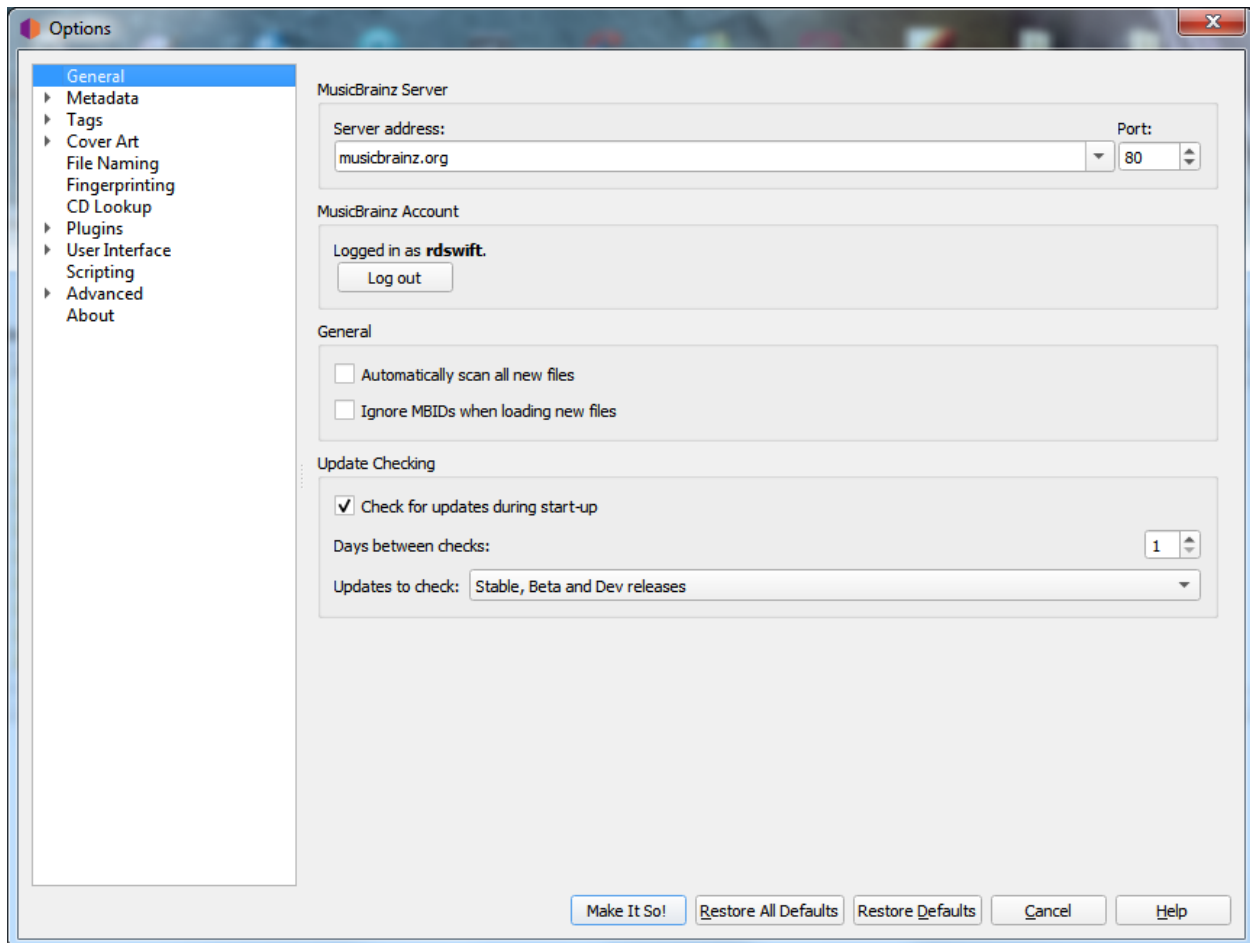 Options
General
Metadata
Tags
Cover Art
File Naming
Fingerprinting
CD Lookup
Plugins
User Interface
Scripting
Advanced
About
MusicBrainz Server
Server address: Port:
musicbrainz.org 80
MusicBrainz Account
Logged in as rdswift.
Log out
General
Automatically scan all new files
Ignore MBIDs when loading new files
Update Checking
Check for updates during start-up
Days between checks: 1
Updates to check: Stable, Beta and Dev releases
Make It So! Restore All Defaults Restore Defaults Cancel Help